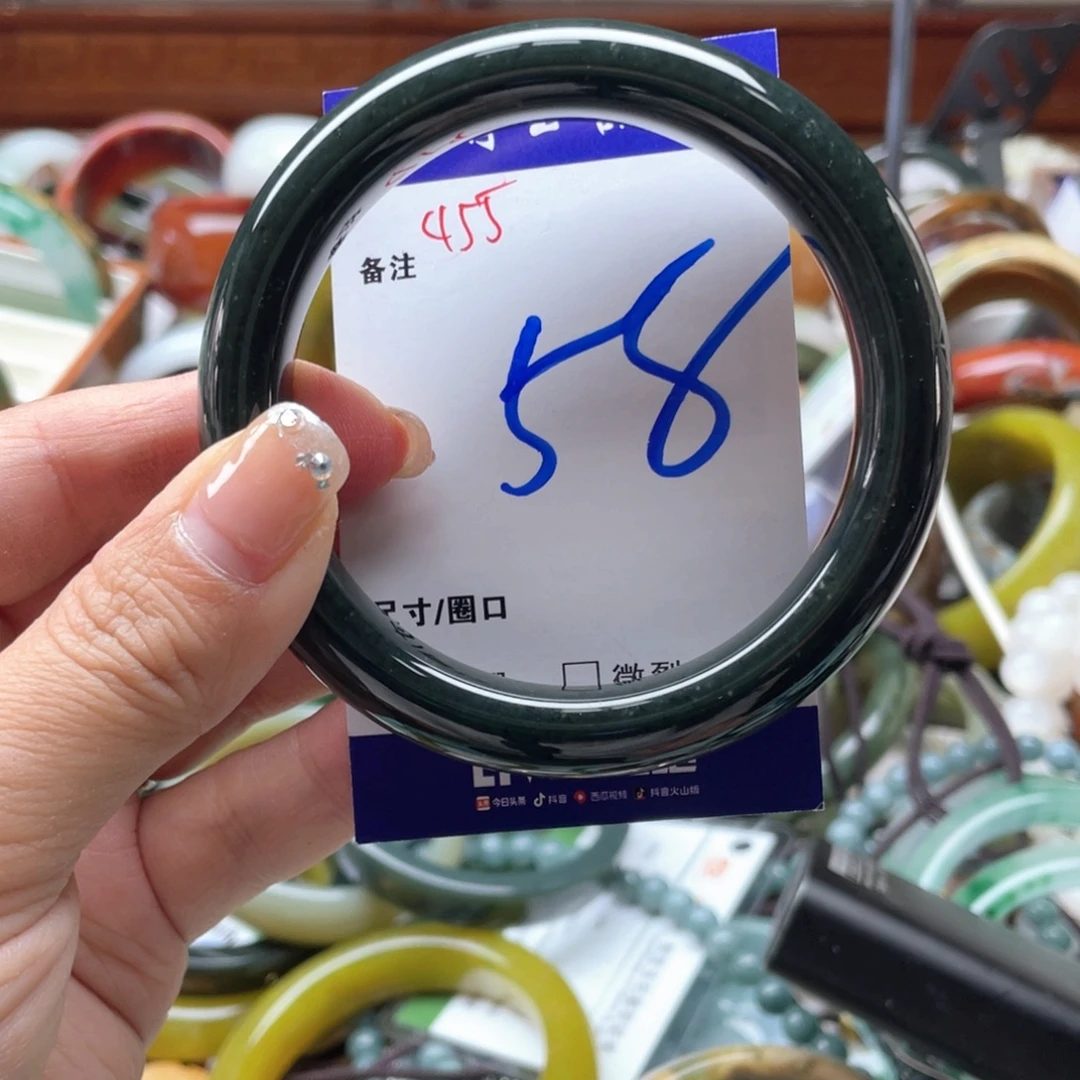 455
备注
58
尺寸/圈口
微裂
今日头条 抖音 西瓜视频 抖音火山版